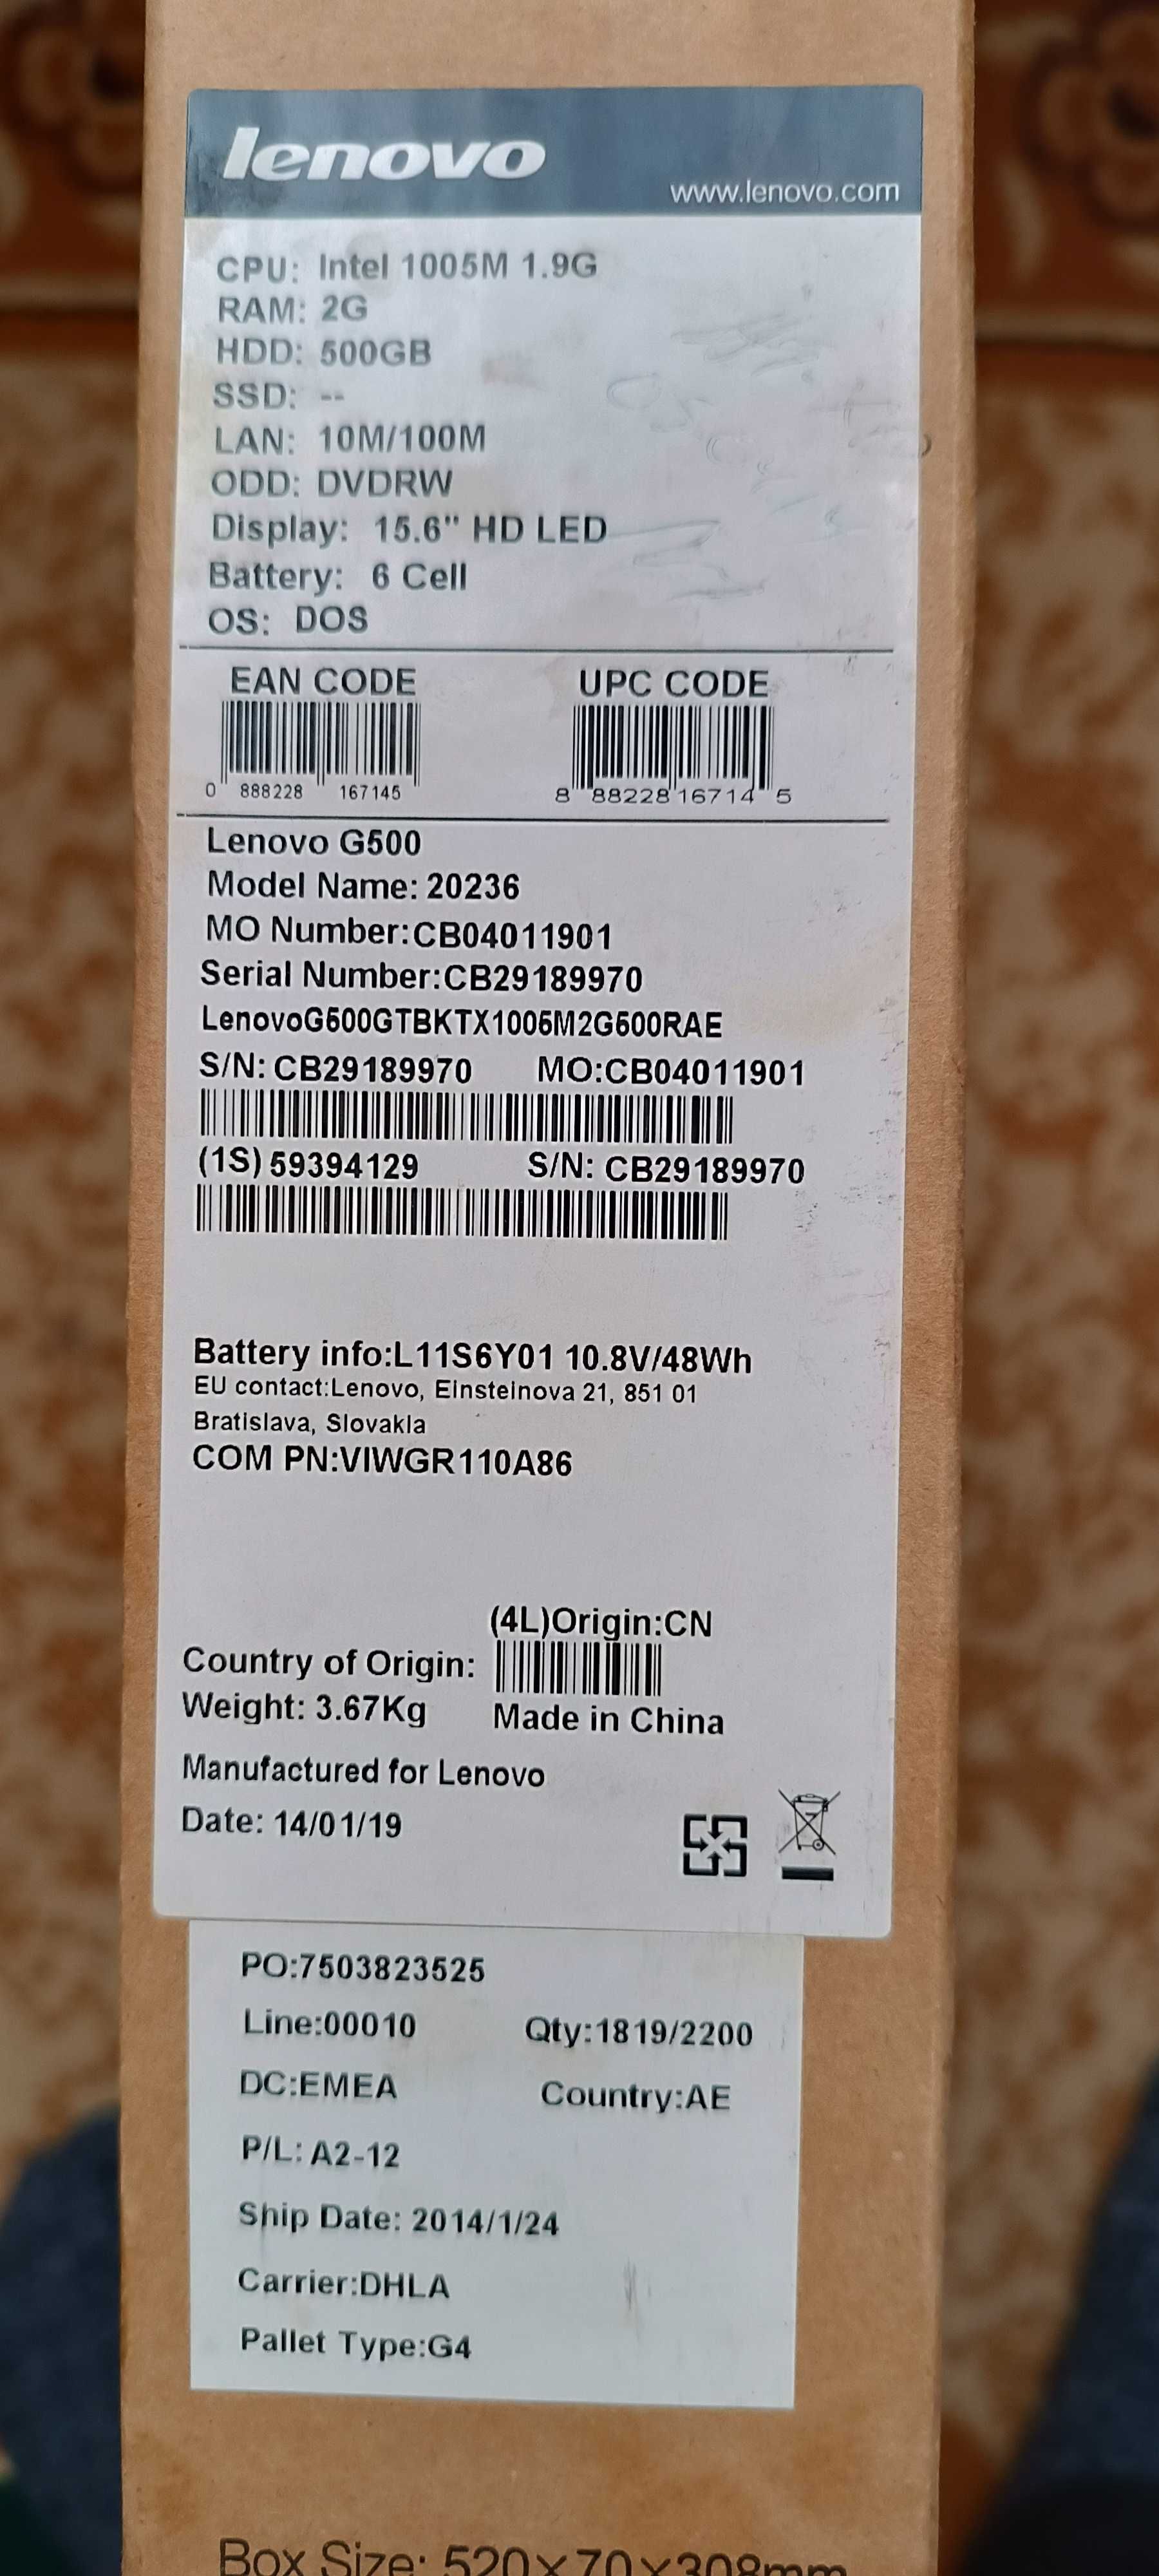 lenovo
www.lenovo.com
CPU: Intel 1005M 1.9G
RAM: 2G
HDD: 500GB
SSD: --
LAN: 10M/100M
ODD: DVDRW
Display: 15.6" HD LED
Battery: 6 Cell
OS: DOS
EAN CODE UPC CODE
0 888228 167145 8 88228 16714 5
Lenovo G500
Model Name: 20236
MO Number:CB04011901
Serial Number:CB29189970
LenovoG500GTBKTX1005M2G500RAE
S/N: CB29189970 MO:CB04011901
(1S) 59394129 S/N: CB29189970
Battery info:L11S6Y01 10.8V/48Wh
EU contact:Lenovo, Einsteinova 21, 851 01
Bratislava, Slovakia
COM PN:VIWGR110A86
(4L)Origin:CN
Country of Origin:
Weight: 3.67Kg Made in China
Manufactured for Lenovo
Date: 14/01/19
PO:7503823525
Line:00010 Qty:1819/2200
DC:EMEA Country:AE
P/L: A2-12
Ship Date: 2014/1/24
Carrier:DHLA
Pallet Type:G4
Box Size: 520×70×308mm